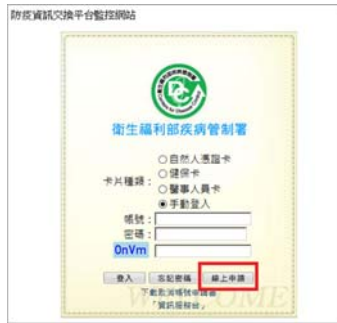 防疫資訊交換平台監控網站
衛生福利部疾病管制署
卡片種類：
自然人憑證卡
健保卡
醫事人員卡
手動登入
帳號：
密碼：
0nVm
登入 忘記密碼 線上申請
下載取消帳號申請書
「資訊服務台」
WELCOME